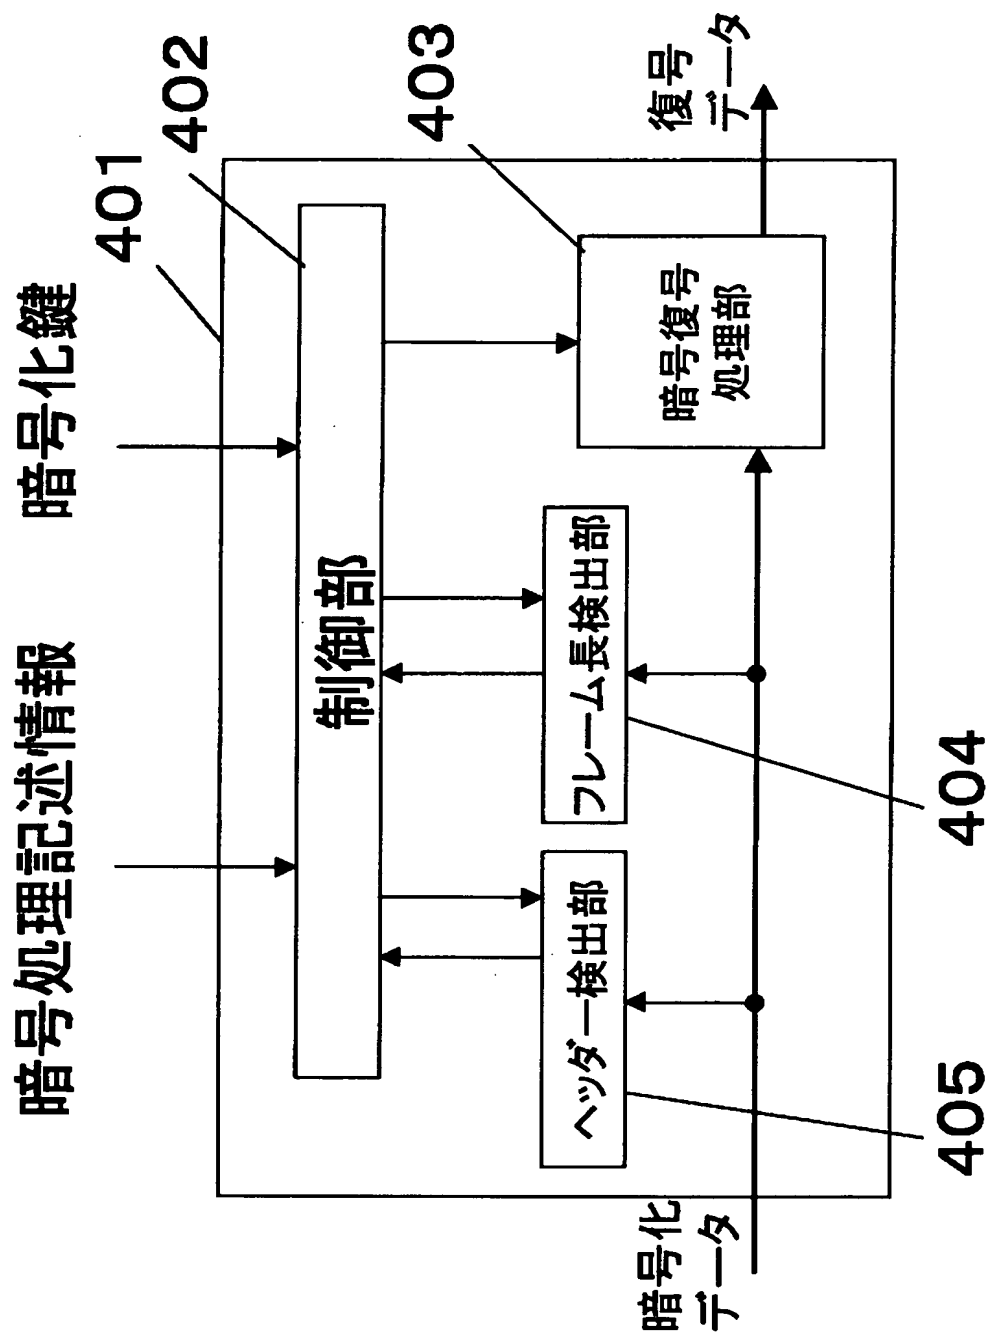 暗号処理記述情報
暗号化鍵
401
402
制御部
403
ヘッダー検出部
フレーム長検出部
暗号復号
処理部
暗号化
データ
復号
データ
405
404